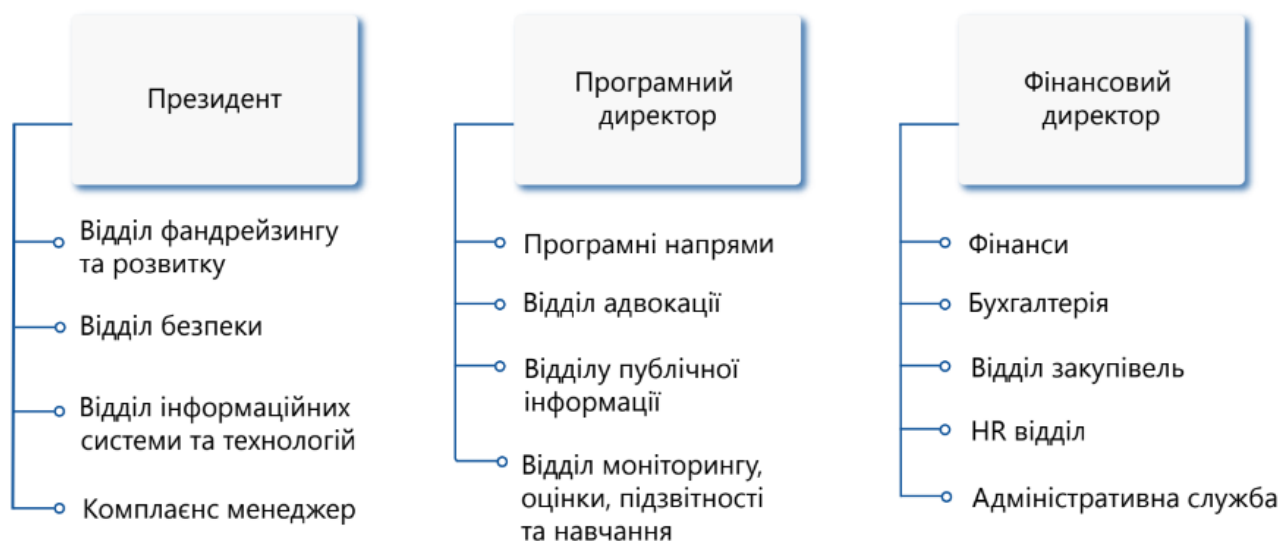 Президент
Відділ фандрейзингу
та розвитку
Відділ безпеки
Відділ інформаційних
системи та технологій
Комплаєнс менеджер
Програмний
директор
Програмні напрями
Відділ адвокації
Відділу публічної
інформації
Відділ моніторингу,
оцінки, підзвітності
та навчання
Фінансовий
директор
Фінанси
Бухгалтерія
Відділ закупівель
HR відділ
Адміністративна служба